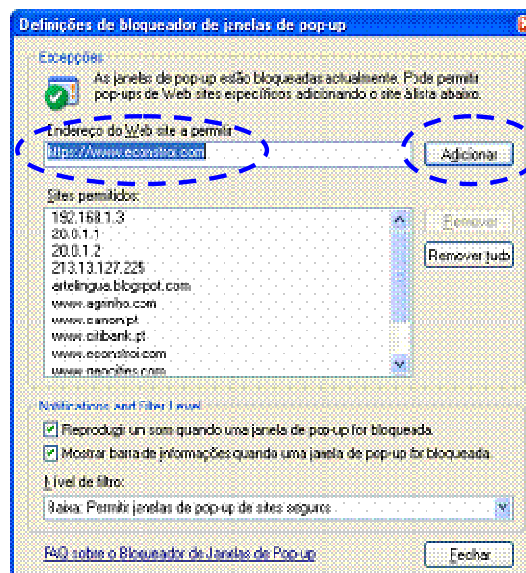 Definições de bloqueador de janelas de pop-up
Excepções
As janelas de pop-up estão bloqueadas actualmente. Pode permitir
pop-ups de Web sites específicos adicionando o site à lista abaixo.
Endereço do Web site a permitir:
https://www.econstroi.com
Adicionar
Sites permitidos:
192.168.1.3
20.0.1.1
20.0.1.2
213.13.127.225
artelingua.blogspot.com
www.agrinho.com
www.canon.pt
www.citibank.pt
www.econstroi.com
www.geocities.com
Remover
Remover tudo
Notifications and Filter Level
Reproduzir um som quando uma janela de pop-up for bloqueada.
Mostrar barra de informações quando uma janela de pop-up for bloqueada.
Nível de filtro:
Baixa: Permitir janelas de pop-up de sites seguros
FAQ sobre o Bloqueador de Janelas de Pop-up
Fechar